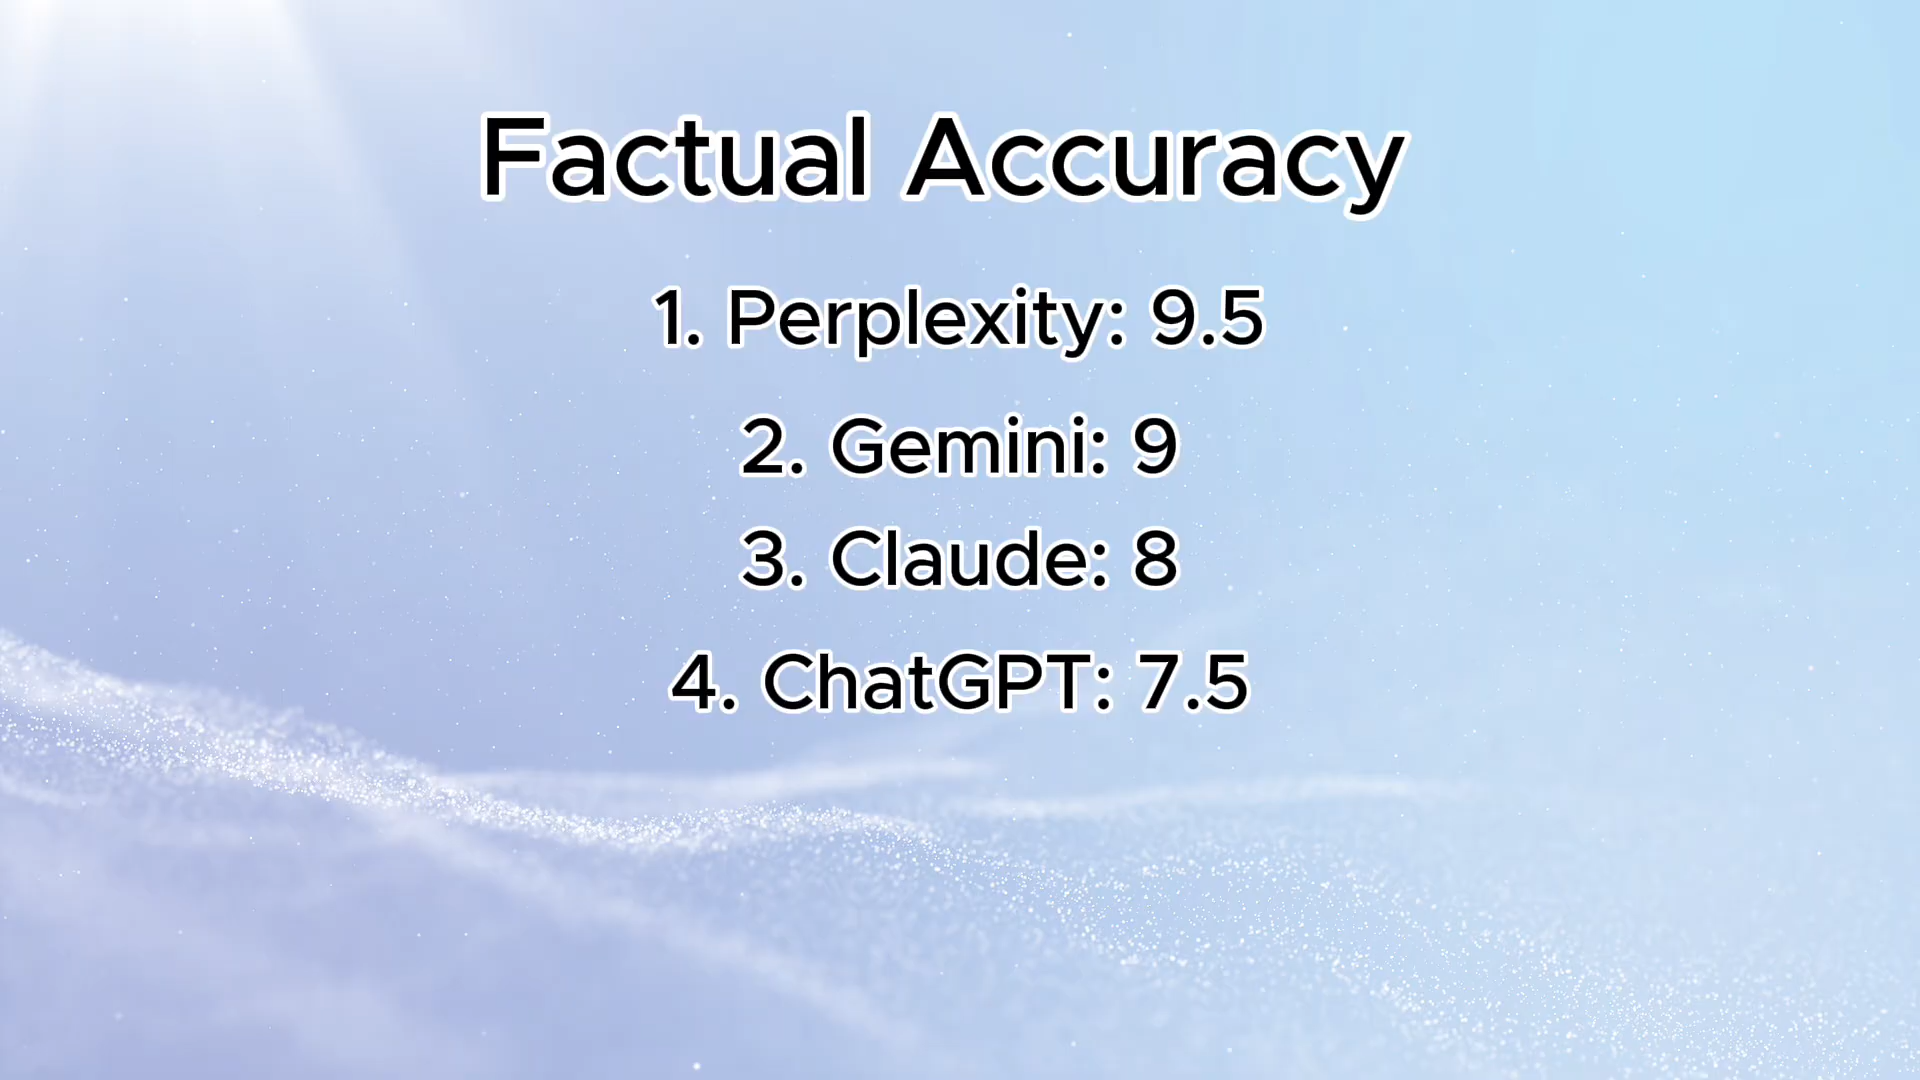 Factual Accuracy
1. Perplexity: 9.5
2. Gemini: 9
3. Claude: 8
4. ChatGPT: 7.5